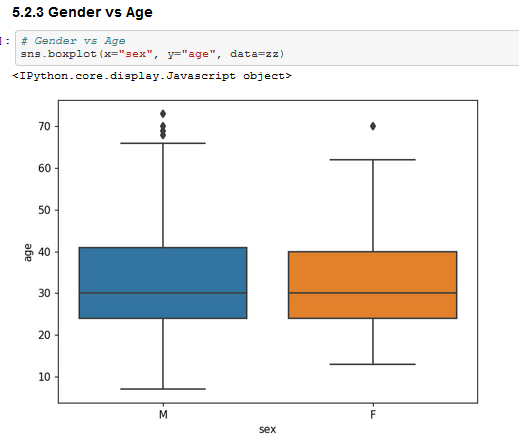 5.2.3 Gender vs Age
]: # Gender vs Age
sns.boxplot(x="sex", y="age", data=zz)
<IPython.core.display.Javascript object>
70
60
50
40
30
20
10
age
M F
sex